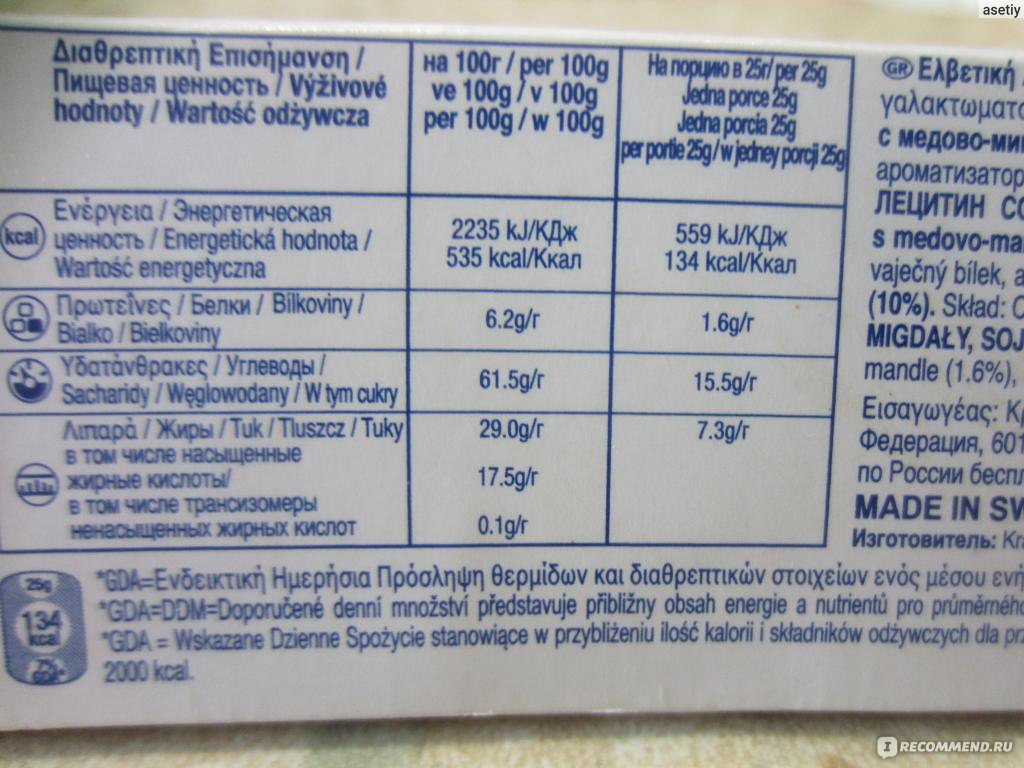 asetiy
Διαθρεπτική Επισήμανση /
Пищевая ценность / Výživové
hodnoty / Wartość odżywcza
на 100г / per 100g
ve 100g / v 100g
per 100g / w 100g
На порцию в 25г/ per 25g
Jedna porce 25g
Jedna porcia 25g
per portie 25g / w jedney porcji 25g
kcal
Ενέργεια / Энергетическая
ценность / Energetická hodnota /
Wartość energetyczna
2235 kJ/КДж
535 kcal/Ккал
559 kJ/КДж
134 kcal/Ккал
Πρωτεΐνες / Белки / Bílkoviny /
Bialko / Bielkoviny
6.2g/г
1.6g/г
Υδατάνθρακες / Углеводы /
Sacharidy / Węglowodany / W tym cukry
61.5g/г
15.5g/г
Λιπαρά / Жиры / Tuk / Tluszcz / Tuky
29.0g/г
7.3g/г
в том числе насыщенные
жирные кислоты/
17.5g/г
в том числе трансизомеры
ненасыщенных жирных кислот
0.1g/г
GR Ελβετική
γαλακτωματο
с медово-ми
ароматизатор
ЛЕЦИТИН СО
s medovo-ma
vaječný bílek, a
(10%). Skład: C
MIGDAŁY, SOJ
mandle (1.6%),
Εισαγωγέας: Κρ
Федерация, 601
по России беспл
MADE IN SW
Изготовитель: Kra
25g
134
kcal
GDA*
*GDA=Ενδεικτική Ημερήσια Πρόσληψη θερμίδων και διαθρεπτικών στοιχείων ενός μέσου ενή
*GDA=DDM=Doporučené denní množství představuje přibližny obsah energie a nutrientů pro průměrného
*GDA = Wskazane Dzienne Spożycie stanowiące w przybliżeniu ilość kalorii i składników odżywczych dla prz
2000 kcal.
I RECOMMEND.RU